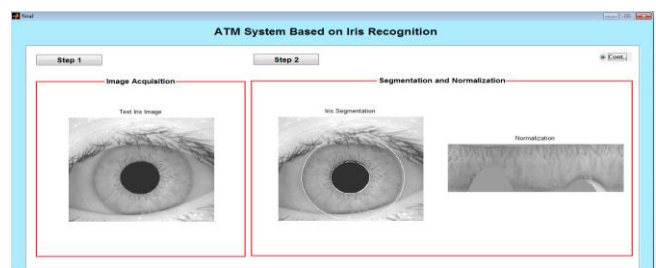 final
ATM System Based on Iris Recognition
Step 1
Step 2
Cont..
Image Acquisition
Segmentation and Normalization
Test Iris Image
Iris Segmentation
Normalization